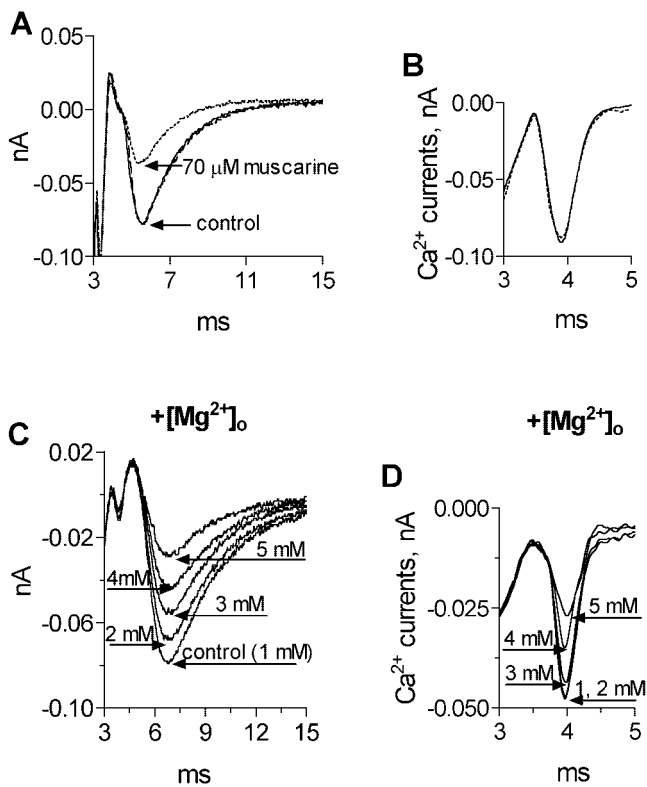 A
0.05
0.00
-0.05
-0.10
nA
70 µM muscarine
control
3 7 11 15
ms
B
0.00
-0.05
-0.10
Ca2+ currents, nA
3 4 5
ms
C
+[Mg2+]o
0.02
-0.02
-0.06
-0.10
nA
5 mM
4mM
3 mM
2 mM
control (1 mM)
3 6 9 12 15
ms
D
+[Mg2+]o
0.000
-0.025
-0.050
Ca2+ currents, nA
5 mM
4 mM
3 mM
1, 2 mM
3 4 5
ms